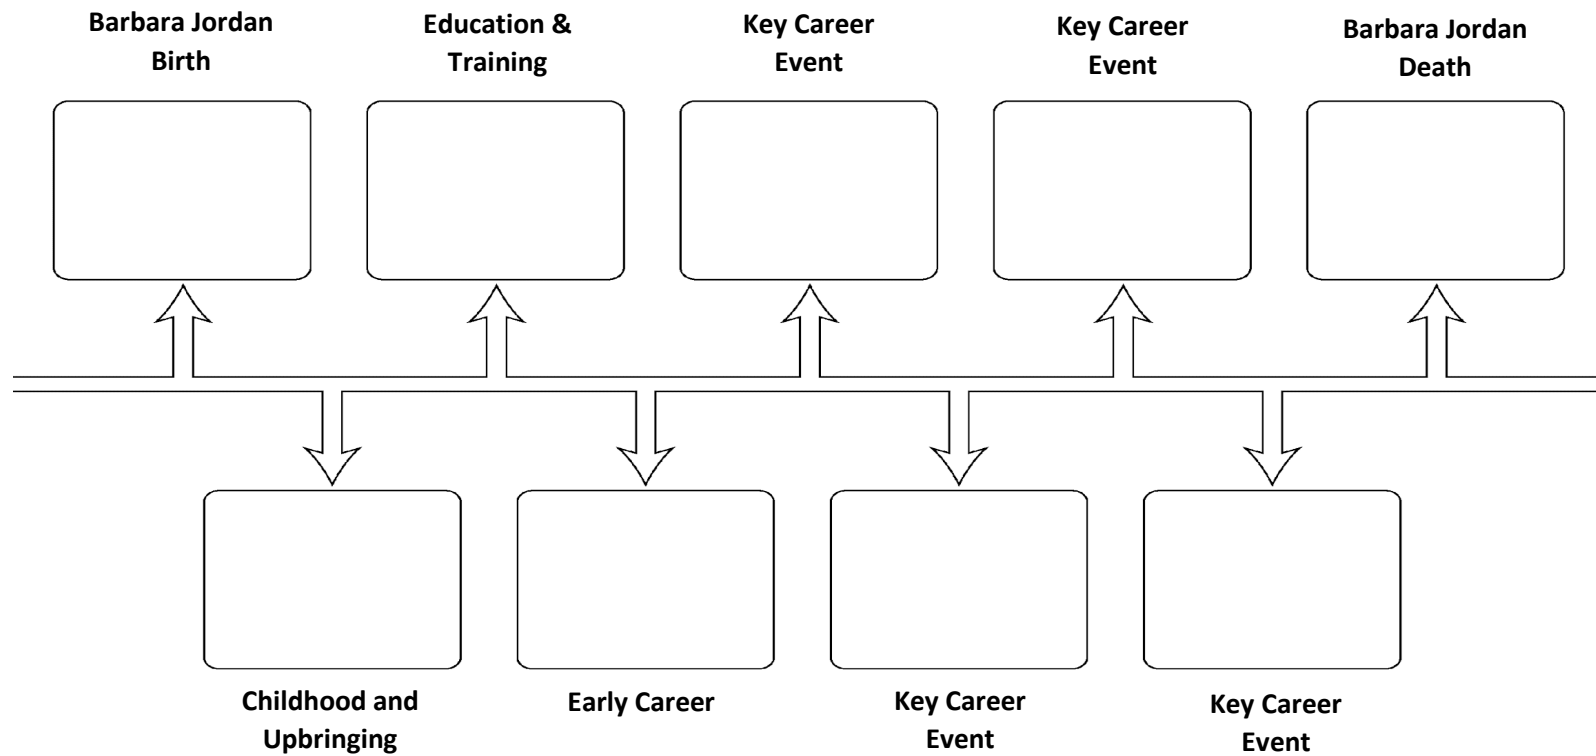 Barbara Jordan
Birth
Education &
Training
Key Career
Event
Key Career
Event
Barbara Jordan
Death
Childhood and
Upbringing
Early Career
Key Career
Event
Key Career
Event